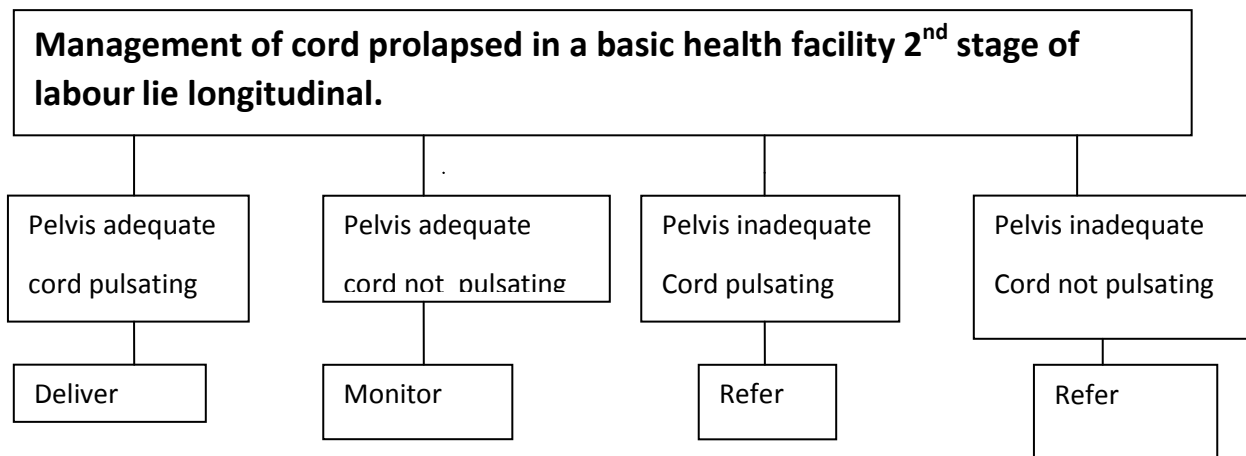 Management of cord prolapsed in a basic health facility 2nd stage of
labour lie longitudinal.
Pelvis adequate
cord pulsating
Pelvis adequate
cord not pulsating
Pelvis inadequate
Cord pulsating
Pelvis inadequate
Cord not pulsating
Deliver
Monitor
Refer
Refer